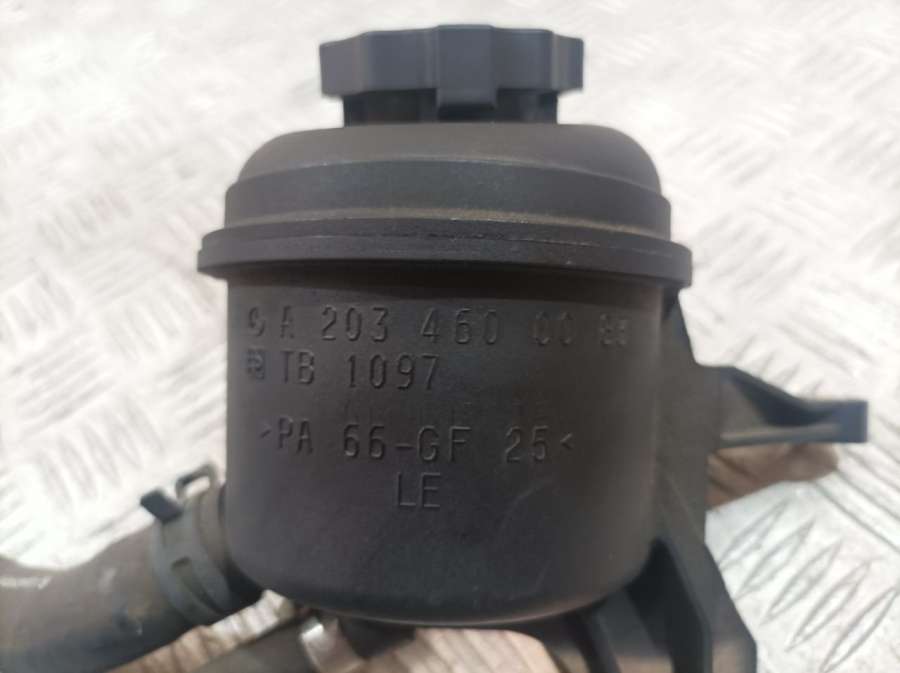 A 203 460 00
TB 1097
>PA 66-GF 25<
LE